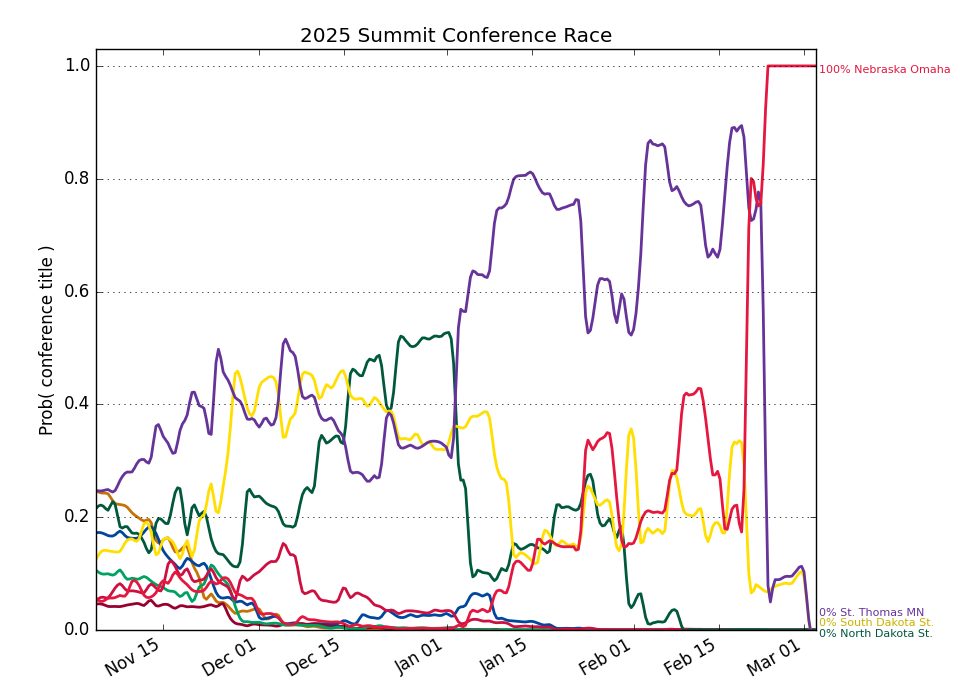 2025 Summit Conference Race
1.0
0.8
0.6
0.4
0.2
0.0
Prob( conference title )
100% Nebraska Omaha
0% St. Thomas MN
0% South Dakota St.
0% North Dakota St.
Nov 15
Dec 01
Dec 15
Jan 01
Jan 15
Feb 01
Feb 15
Mar 01